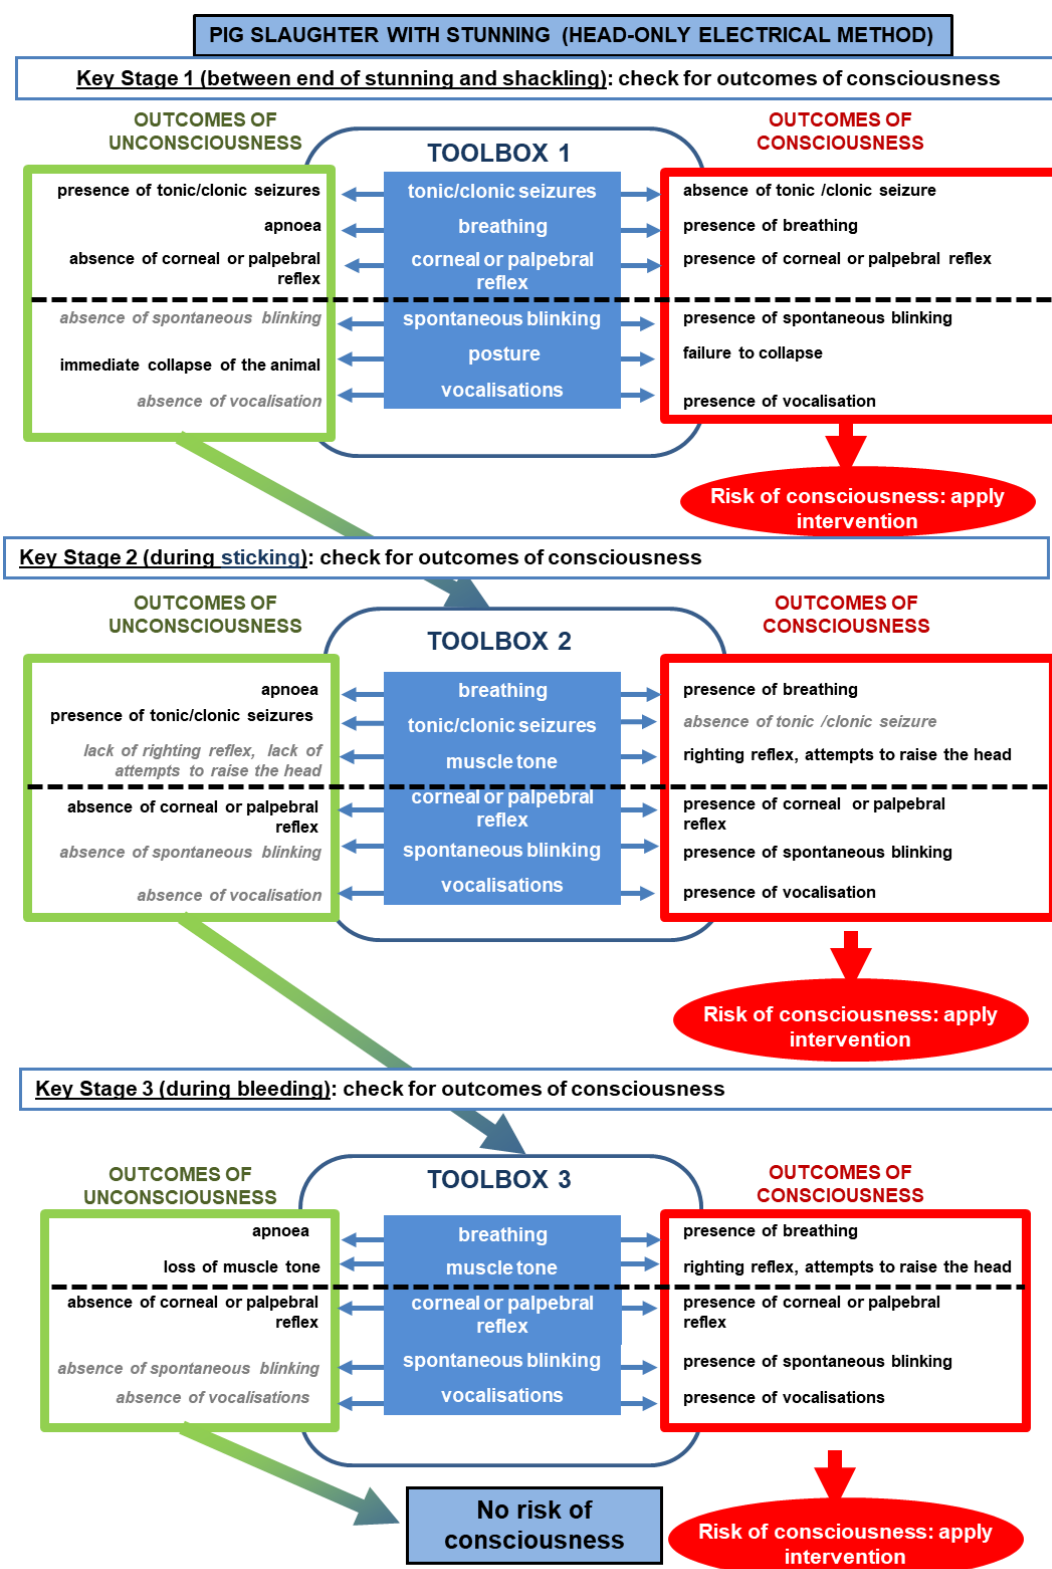 PIG SLAUGHTER WITH STUNNING (HEAD-ONLY ELECTRICAL METHOD)
Key Stage 1 (between end of stunning and shackling): check for outcomes of consciousness
OUTCOMES OF
UNCONSCIOUSNESS
TOOLBOX 1
OUTCOMES OF
CONSCIOUSNESS
presence of tonic/clonic seizures
tonic/clonic seizures
absence of tonic /clonic seizure
apnoea
breathing
presence of breathing
absence of corneal or palpebral
reflex
corneal or palpebral
reflex
presence of corneal or palpebral reflex
absence of spontaneous blinking
spontaneous blinking
presence of spontaneous blinking
immediate collapse of the animal
posture
failure to collapse
absence of vocalisation
vocalisations
presence of vocalisation
Risk of consciousness: apply
intervention
Key Stage 2 (during sticking): check for outcomes of consciousness
OUTCOMES OF
UNCONSCIOUSNESS
TOOLBOX 2
OUTCOMES OF
CONSCIOUSNESS
apnoea
breathing
presence of breathing
presence of tonic/clonic seizures
tonic/clonic seizures
absence of tonic /clonic seizure
lack of righting reflex, lack of
attempts to raise the head
muscle tone
righting reflex, attempts to raise the head
absence of corneal or palpebral
reflex
corneal or palpebral
reflex
presence of corneal or palpebral
reflex
absence of spontaneous blinking
spontaneous blinking
presence of spontaneous blinking
absence of vocalisation
vocalisations
presence of vocalisation
Risk of consciousness: apply
intervention
Key Stage 3 (during bleeding): check for outcomes of consciousness
OUTCOMES OF
UNCONSCIOUSNESS
TOOLBOX 3
OUTCOMES OF
CONSCIOUSNESS
apnoea
breathing
presence of breathing
loss of muscle tone
muscle tone
righting reflex, attempts to raise the head
absence of corneal or palpebral
reflex
corneal or palpebral
reflex
presence of corneal or palpebral
reflex
absence of spontaneous blinking
spontaneous blinking
presence of spontaneous blinking
absence of vocalisations
vocalisations
presence of vocalisations
No risk of
consciousness
Risk of consciousness: apply
intervention